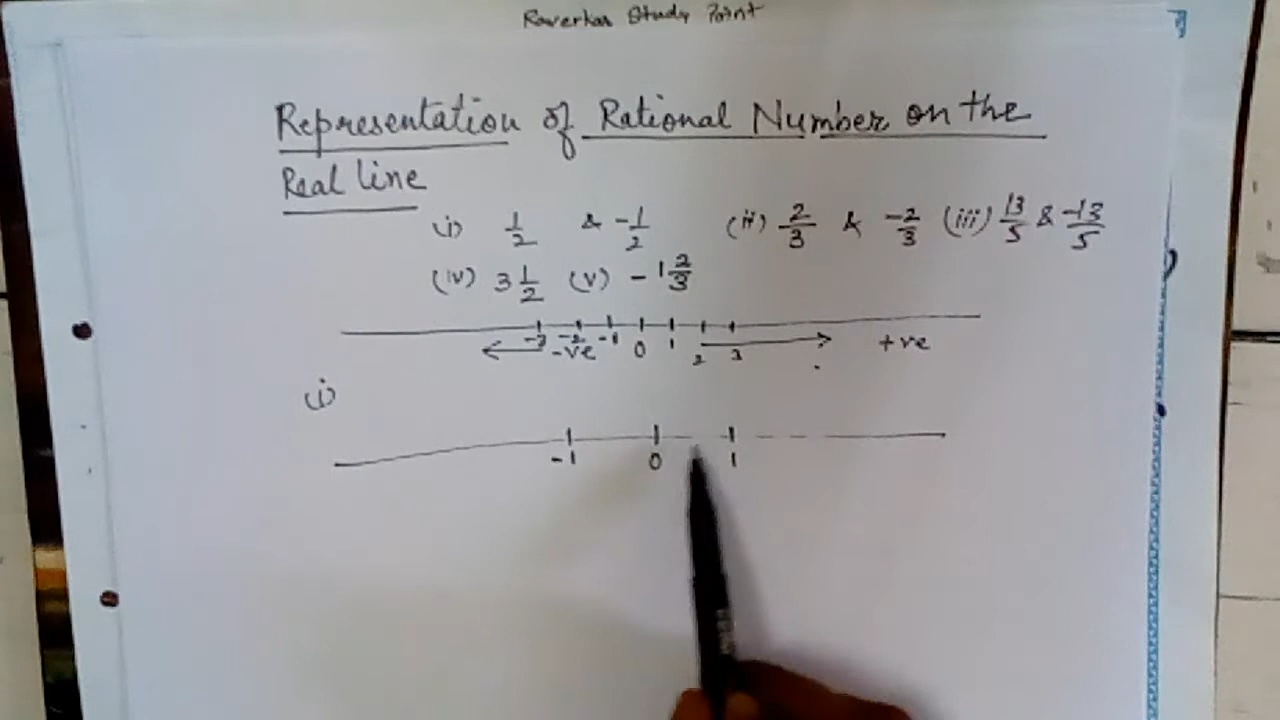 Raverkar Study Point
Representation of Rational Number on the
Real line
(i) 1/2 & -1/2 (ii) 2/3 & -2/3 (iii) 13/5 & -13/5
(iv) 3 1/2 (v) -1 2/3
-3 -2 -1 0 1 2 3
-ve +ve
(i)
-1 0 1